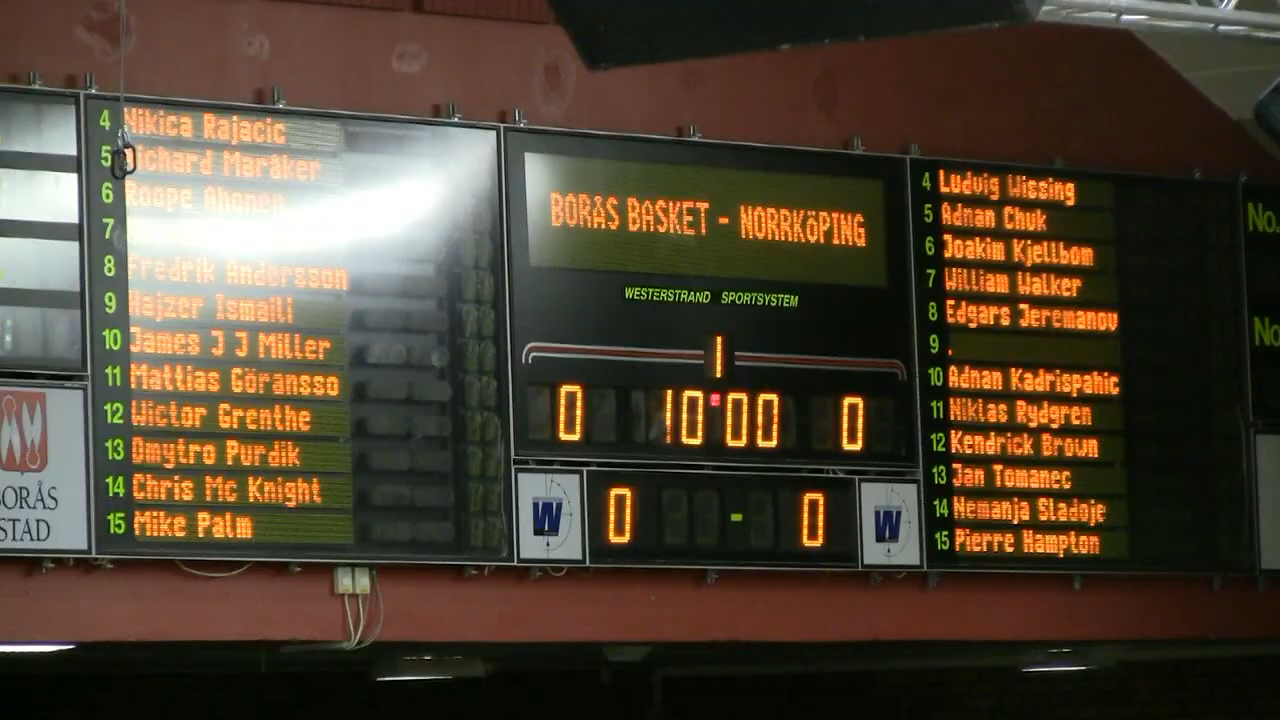 4 Nikica Rajacic
5 Richard Maråker
6 Roope Ahonen
7
8 Fredrik Andersson
9 Hajzer Ismaili
10 James J J Miller
11 Mattias Göransso
12 Victor Grenthe
13 Dmytro Purdik
14 Chris Mc Knight
15 Mike Palm
BORÅS
STAD
BORÅS BASKET - NORRKÖPING
WESTERSTRAND SPORTSYSTEM
1
0 10:00 0
W 0 - 0 W
4 Ludvig Wissing
5 Adnan Chuk
6 Joakim Kjellbom
7 William Walker
8 Edgars Jeremanov
9 .
10 Adnan Kadrispahic
11 Niklas Rydgren
12 Kendrick Brown
13 Jan Tomanec
14 Nemanja Sladoje
15 Pierre Hampton
No.
No